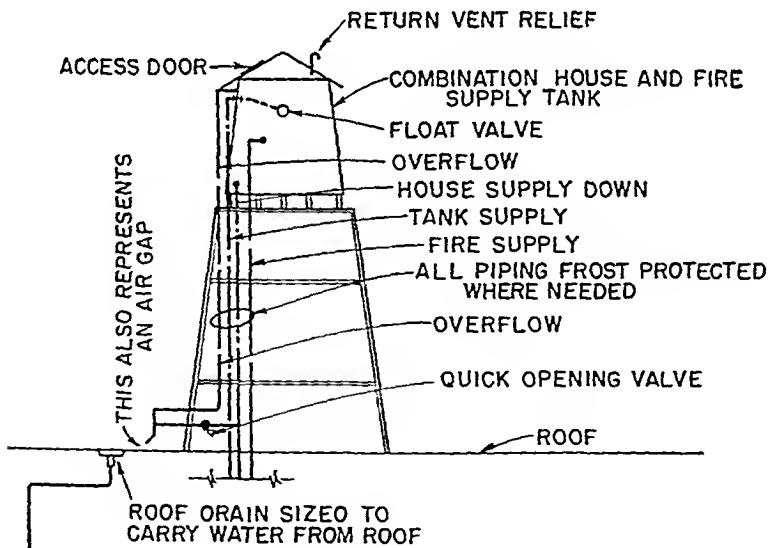 RETURN VENT RELIEF
ACCESS DOOR
COMBINATION HOUSE AND FIRE
SUPPLY TANK
FLOAT VALVE
OVERFLOW
HOUSE SUPPLY DOWN
TANK SUPPLY
FIRE SUPPLY
ALL PIPING FROST PROTECTED
WHERE NEEDED
OVERFLOW
THIS ALSO REPRESENTS
AN AIR GAP
QUICK OPENING VALVE
ROOF
ROOF ORAIN SIZEO TO
CARRY WATER FROM ROOF